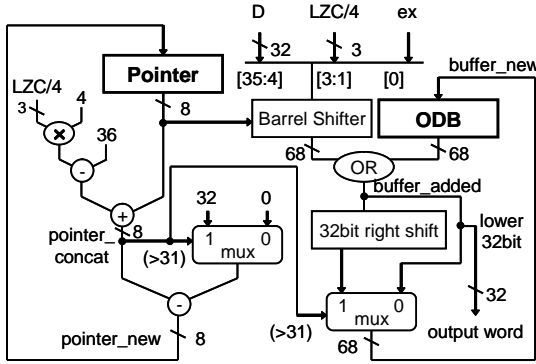 D LZC/4 ex
32 3
[35:4] [3:1] [0]
buffer_new
Pointer
LZC/4 4
3
8
×
36
-
Barrel Shifter
ODB
68 68
OR
buffer_added
+
8
pointer_
concat
32 0
1 0
mux
(>31)
32bit right shift
lower
32bit
32
output word
-
1 0
mux
(>31)
pointer_new 8
68